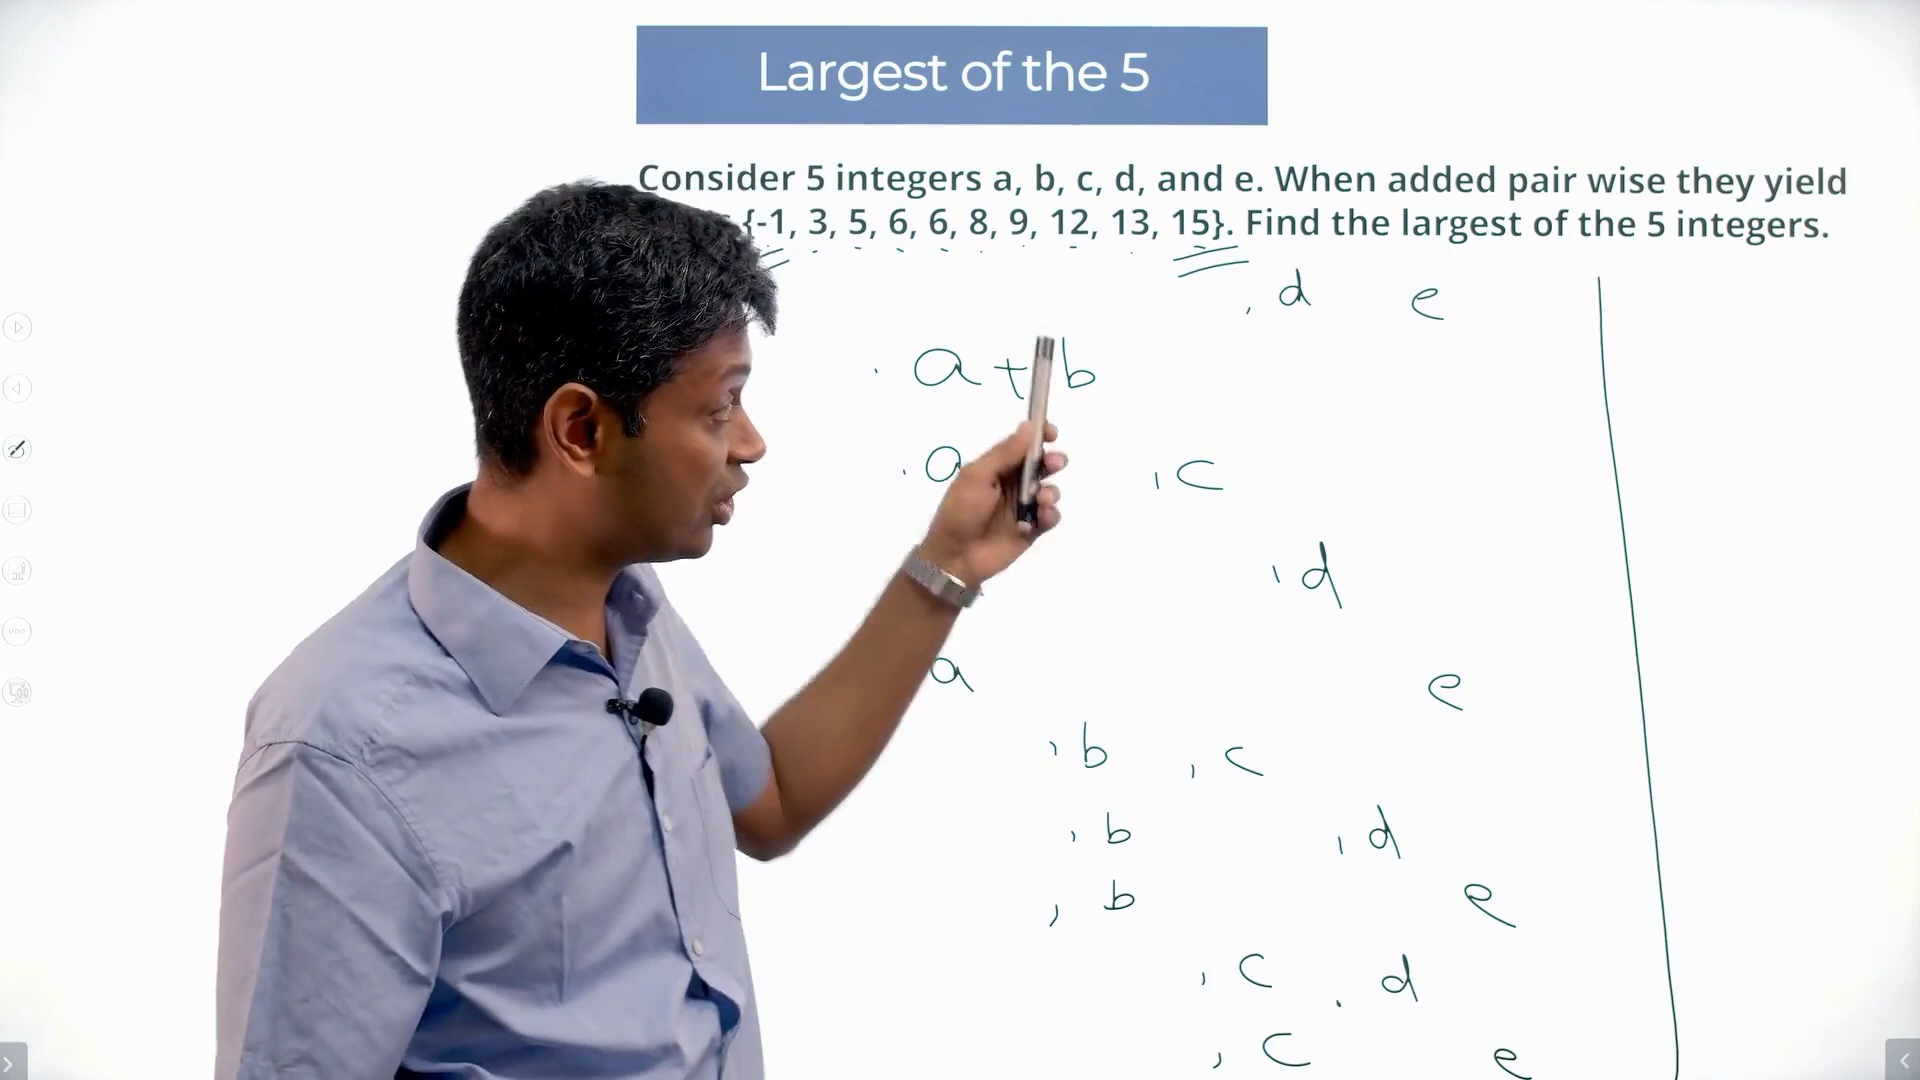 Largest of the 5
Consider 5 integers a, b, c, d, and e. When added pair wise they yield
{-1, 3, 5, 6, 6, 8, 9, 12, 13, 15}. Find the largest of the 5 integers.
, d e
. a + b
. a , c
, d
a e
, b , c
, b , d
, b e
, c . d
, c e